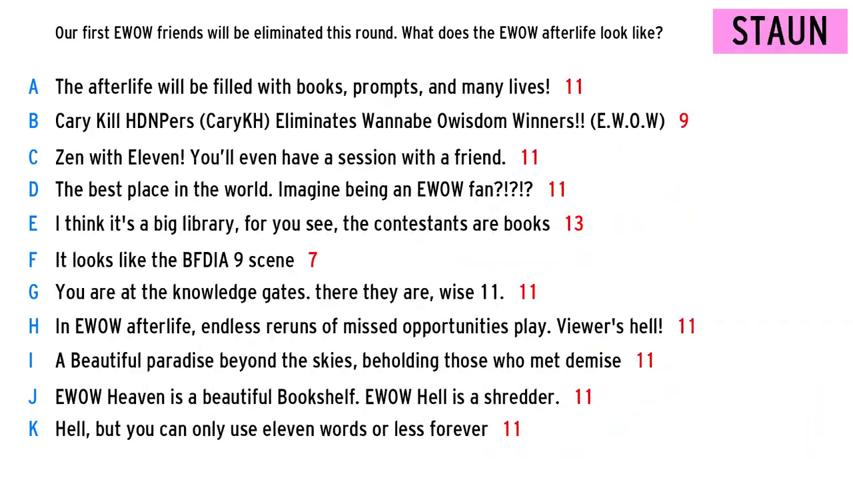 Our first EWOW friends will be eliminated this round. What does the EWOW afterlife look like?
STAUN
A The afterlife will be filled with books, prompts, and many lives! 11
B Cary Kill HDNPers (CaryKH) Eliminates Wannabe Owisdom Winners!! (E.W.O.W) 9
C Zen with Eleven! You'll even have a session with a friend. 11
D The best place in the world. Imagine being an EWOW fan?!?!? 11
E I think it's a big library, for you see, the contestants are books 13
F It looks like the BFDIA 9 scene 7
G You are at the knowledge gates. there they are, wise 11. 11
H In EWOW afterlife, endless reruns of missed opportunities play. Viewer's hell! 11
I A Beautiful paradise beyond the skies, beholding those who met demise 11
J EWOW Heaven is a beautiful Bookshelf. EWOW Hell is a shredder. 11
K Hell, but you can only use eleven words or less forever 11